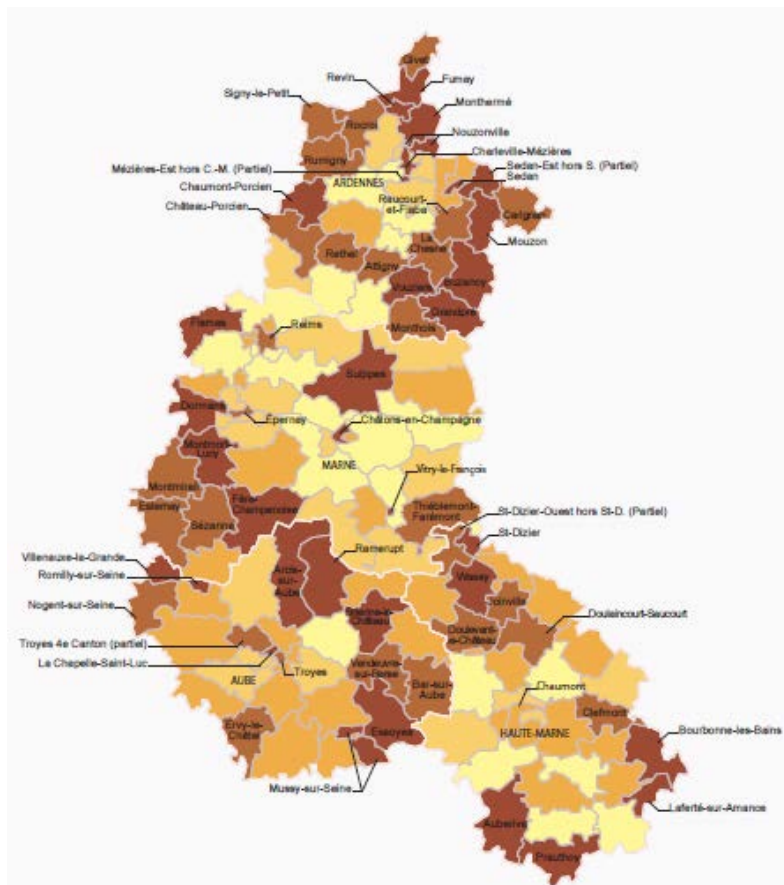 Givet
Revin
Fumay
Signy-le-Petit
Monthermé
Rocroi
Nouzonville
Rumigny
Charleville-Mézières
Mézières-Est hors C.-M. (Partiel)
Sedan-Est hors S. (Partiel)
ARDENNES
Sedan
Chaumont-Porcien
Raucourt-
et-Flaba
Château-Porcien
Carignan
Mouzon
Le
Chesne
Rethel
Attigny
Vouziers
Buzancy
Grandpré
Fismes
Reims
Monthois
Suippes
Dormans
Épernay
Châlons-en-Champagne
Montmort-
Lucy
MARNE
Vitry-le-François
Montmirail
Esternay
Fère-
Champenoise
Thiéblemont-
Farémont
St-Dizier-Ouest hors St-D. (Partiel)
Sézanne
St-Dizier
Villenauxe-la-Grande
Ramerupt
Romilly-sur-Seine
Arcis-
sur-
Aube
Wassy
Joinville
Nogent-sur-Seine
Brienne-le-
Château
Doulaincourt-Saucourt
Doulevant-
le-Château
Troyes 4e Canton (partiel)
La Chapelle-Saint-Luc
Troyes
Vendeuvre-
sur-Barse
Bar-sur-
Aube
AUBE
Chaumont
Clefmont
Ervy-le-
Châtel
Essoyes
HAUTE-MARNE
Bourbonne-les-Bains
Mussy-sur-Seine
Laferté-sur-Amance
Auberive
Prauthoy